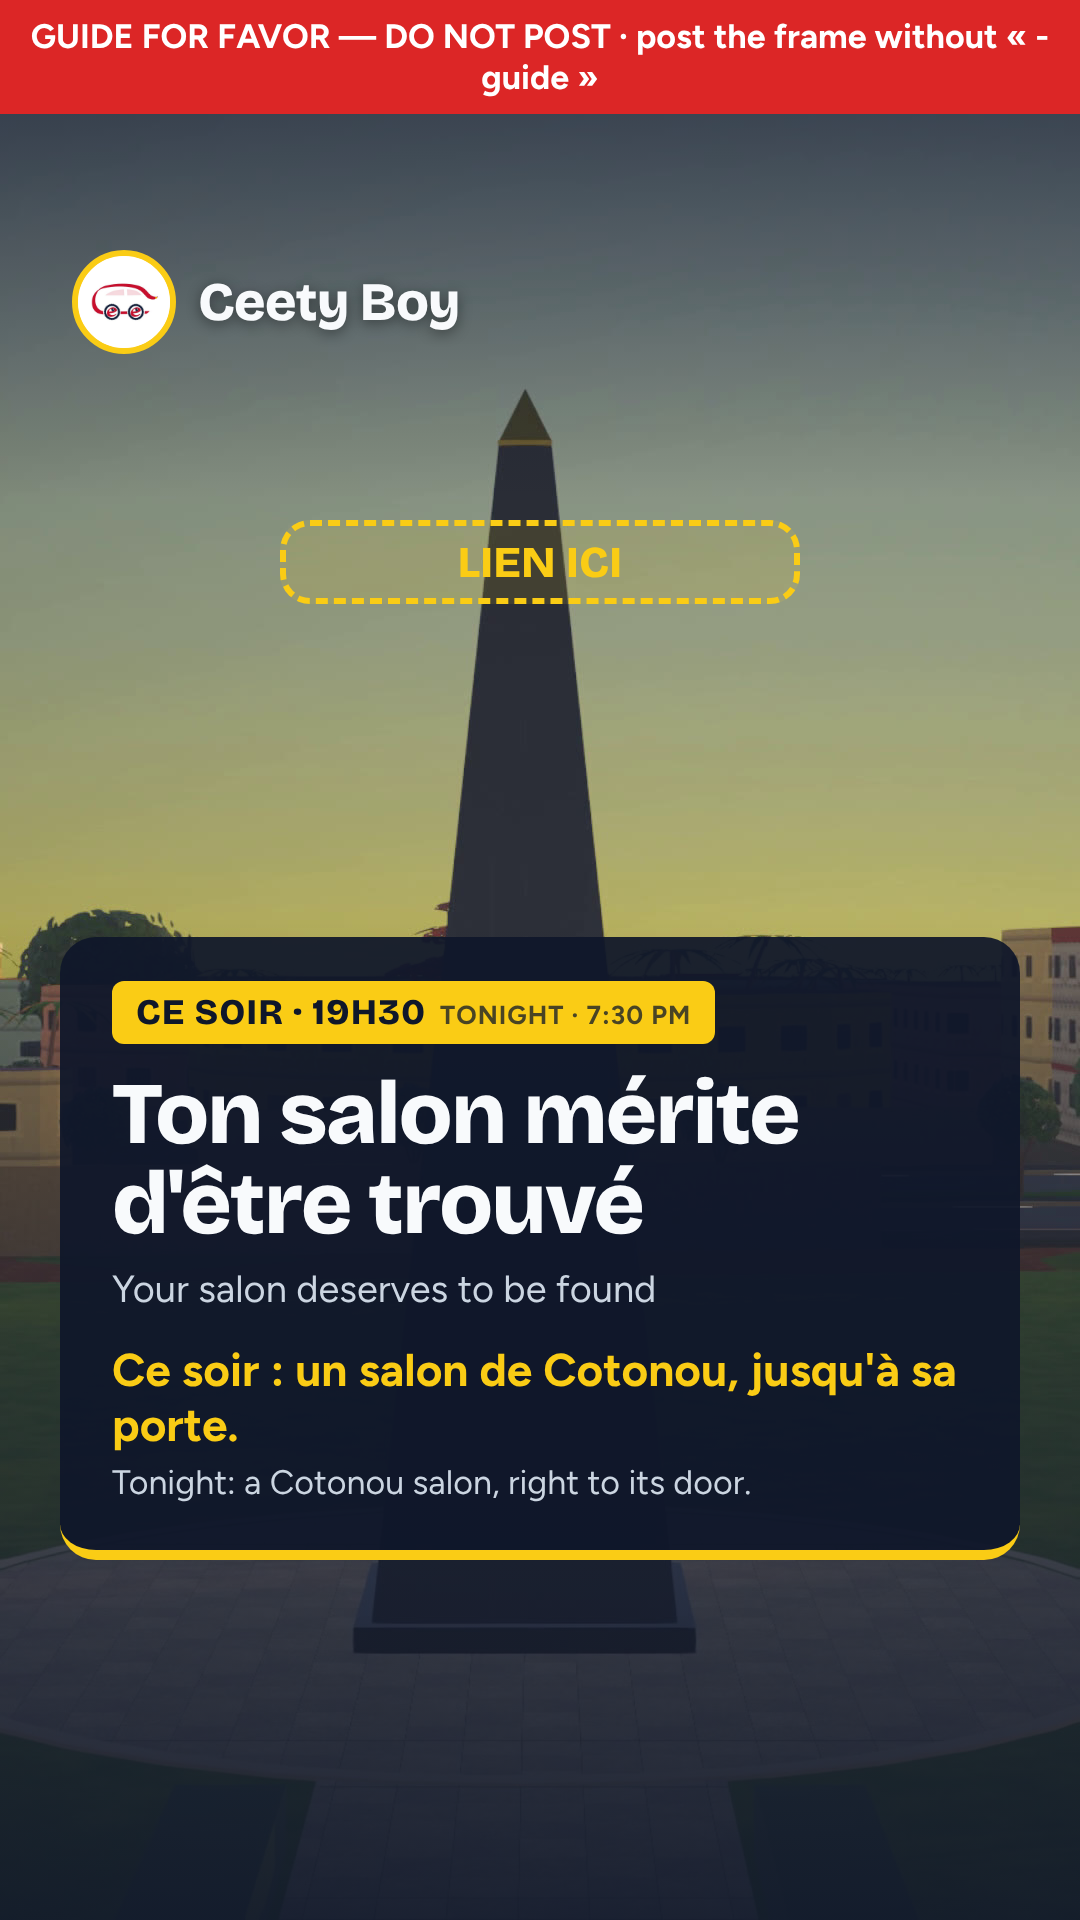 GUIDE FOR FAVOR — DO NOT POST · post the frame without « -
guide »
Ceety Boy
LIEN ICI
CE SOIR · 19H30 TONIGHT · 7:30 PM
Ton salon mérite
d'être trouvé
Your salon deserves to be found
Ce soir : un salon de Cotonou, jusqu'à sa
porte.
Tonight: a Cotonou salon, right to its door.